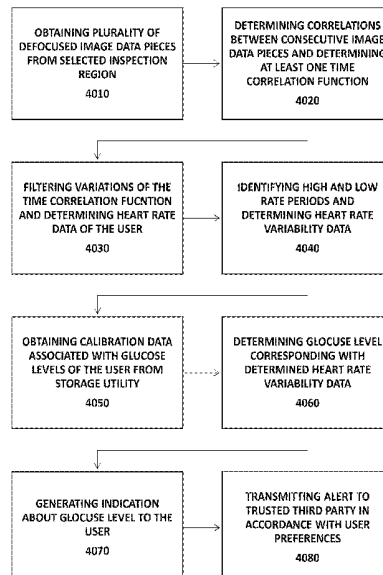 OBTAINING PLURALITY OF
DEFOCUSED IMAGE DATA PIECES
FROM SELECTED INSPECTION
REGION
4010
DETERMINING CORRELATIONS
BETWEEN CONSECUTIVE IMAGE
DATA PIECES AND DETERMINING
AT LEAST ONE TIME
CORRELATION FUNCTION
4020
FILTERING VARIATIONS OF THE
TIME CORRELATION FUCNTION
AND DETERMINING HEART RATE
DATA OF THE USER
4030
IDENTIFYING HIGH AND LOW
RATE PERIODS AND
DETERMINING HEART RATE
VARIABILITY DATA
4040
OBTAINING CALIBRATION DATA
ASSOCIATED WITH GLUCOSE
LEVELS OF THE USER FROM
STORAGE UTILITY
4050
DETERMINING GLOCUSE LEVEL
CORRESPONDING WITH
DETERMINED HEART RATE
VARIABILITY DATA
4060
GENERATING INDICATION
ABOUT GLOCUSE LEVEL TO THE
USER
4070
TRANSMITTING ALERT TO
TRUSTED THIRD PARTY IN
ACCORDANCE WITH USER
PREFERENCES
4080